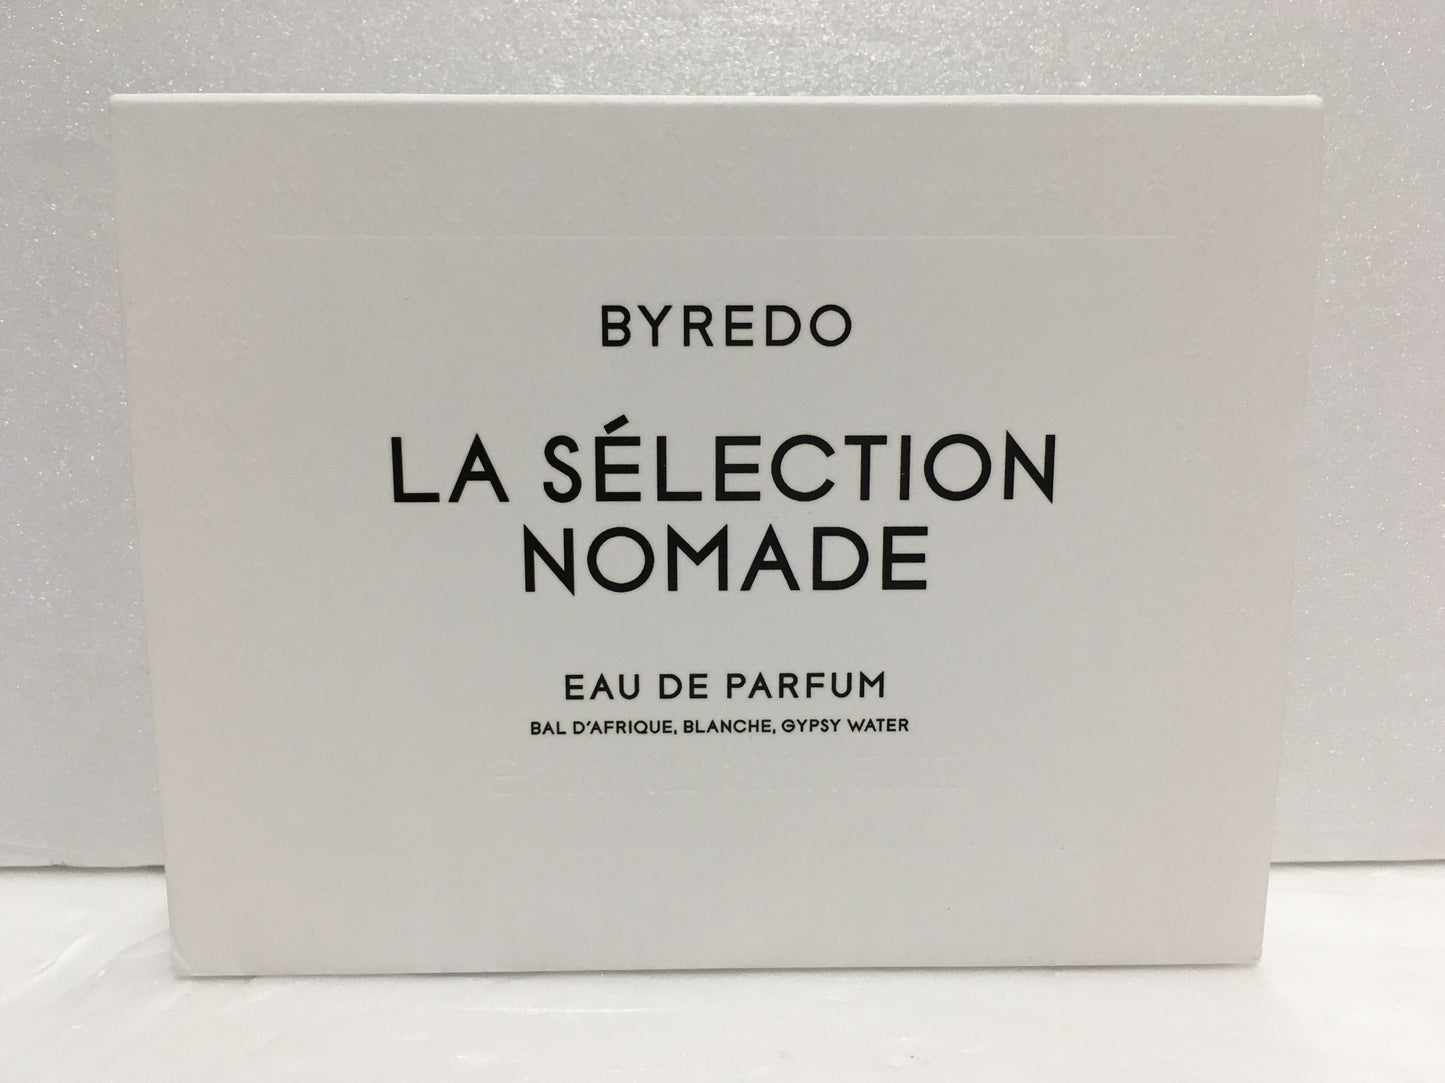 BYREDO
LA SÉLECTION
NOMADE
EAU DE PARFUM
BAL D'AFRIQUE, BLANCHE, GYPSY WATER